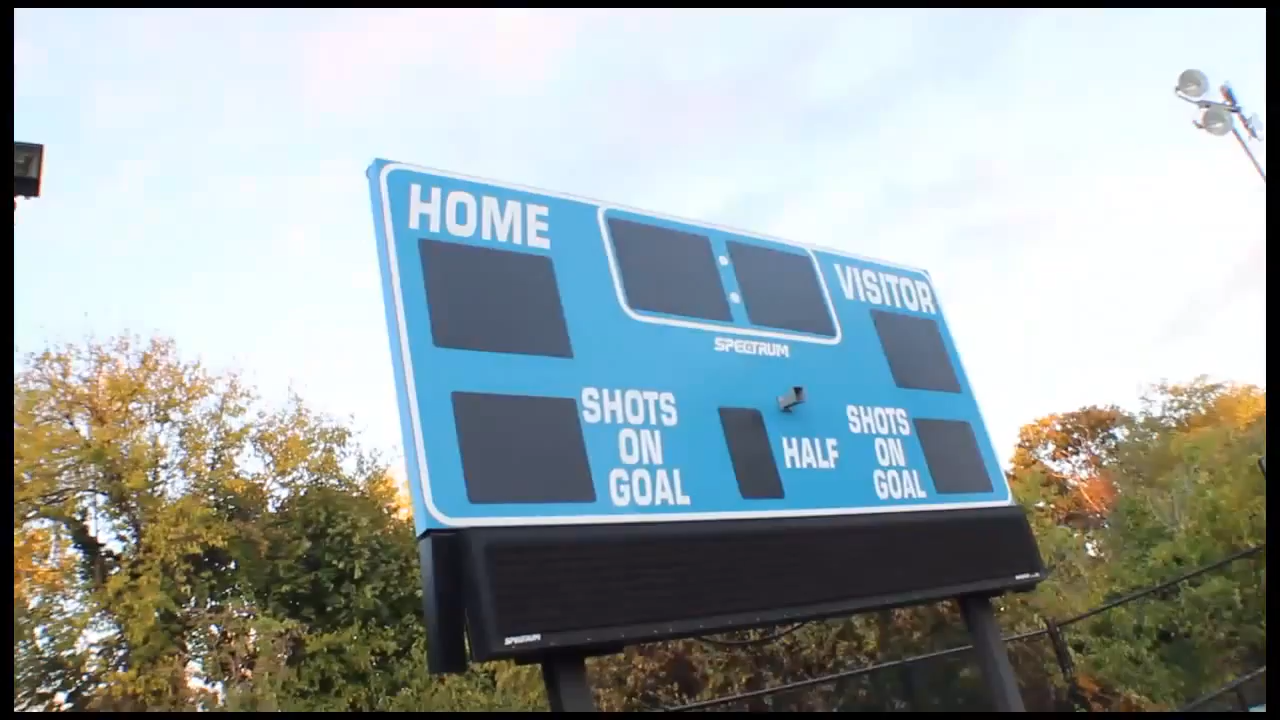 HOME
VISITOR
SPECTRUM
SHOTS
ON
GOAL
HALF
SHOTS
ON
GOAL
SPECTRUM